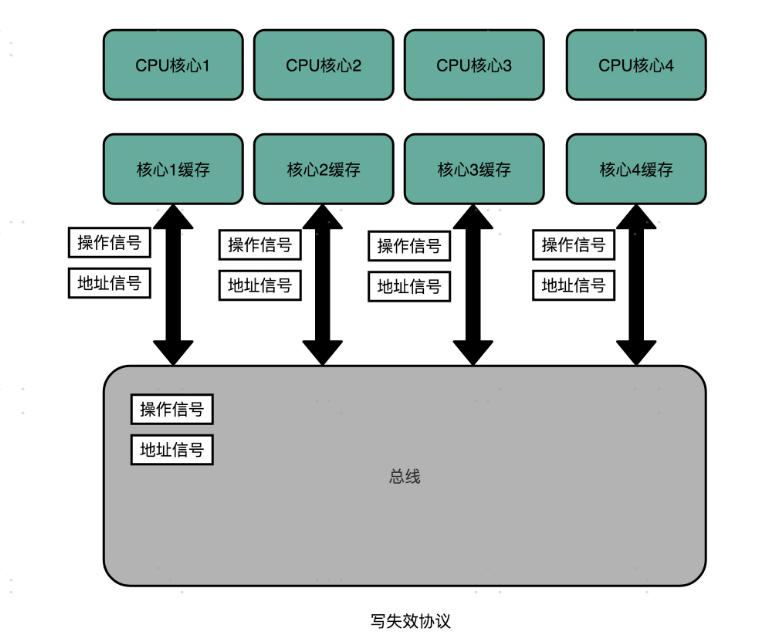 CPU核心1
CPU核心2
CPU核心3
CPU核心4
核心1缓存
核心2缓存
核心3缓存
核心4缓存
操作信号
地址信号
操作信号
地址信号
操作信号
地址信号
操作信号
地址信号
操作信号
地址信号
总线
写失效协议